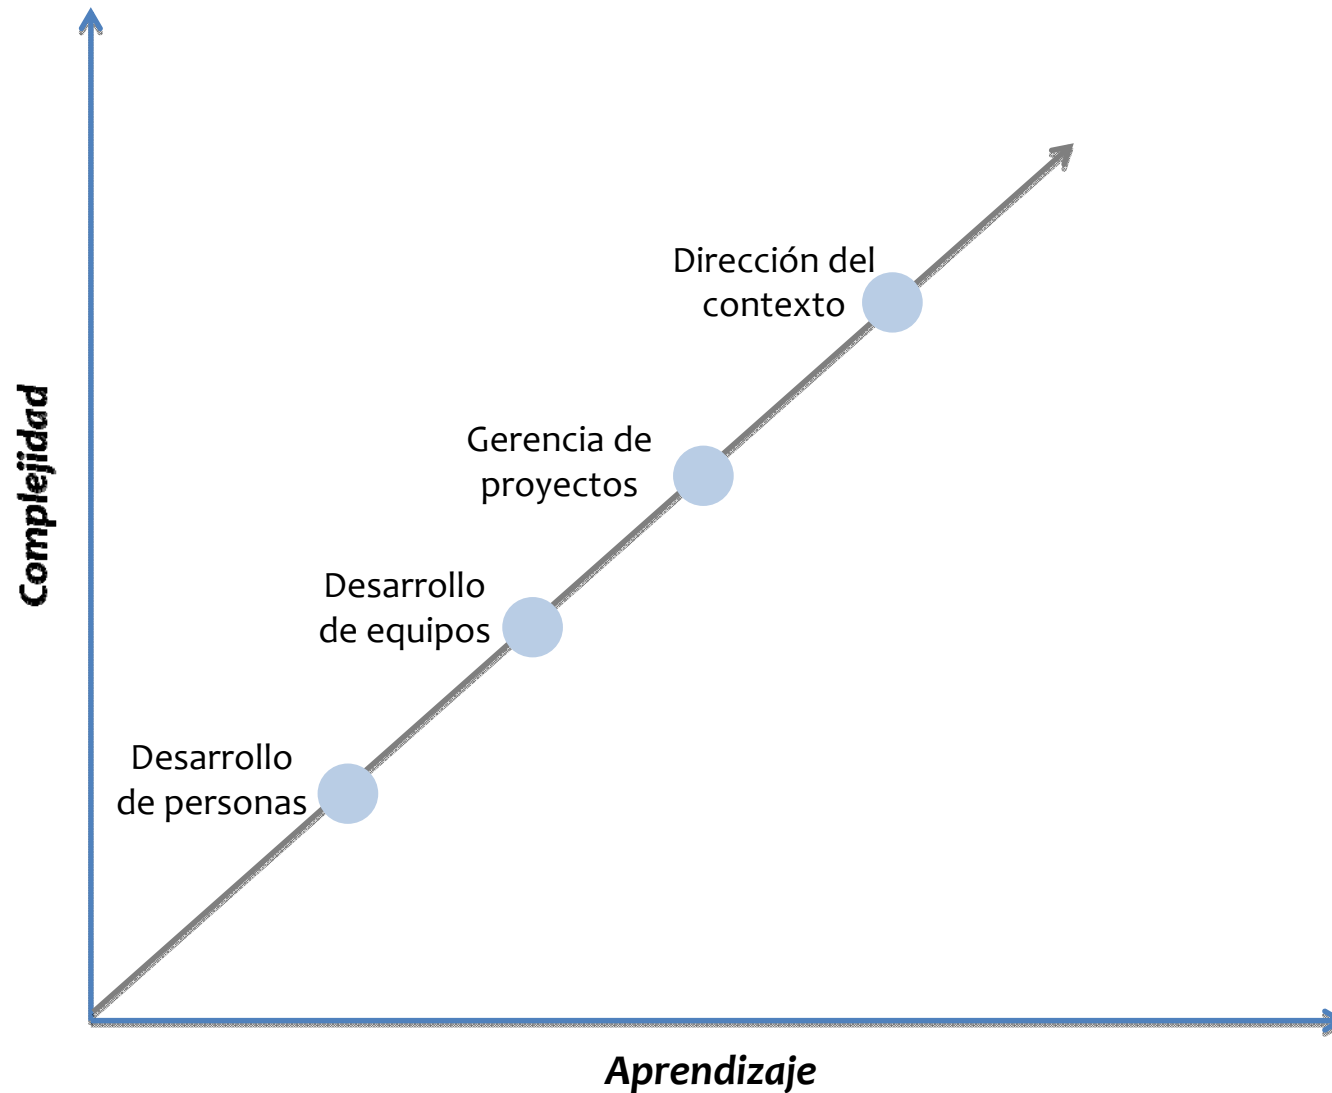 Dirección del
contexto
Gerencia de
proyectos
Complejidad
Desarrollo
de equipos
Desarrollo
de personas
Aprendizaje